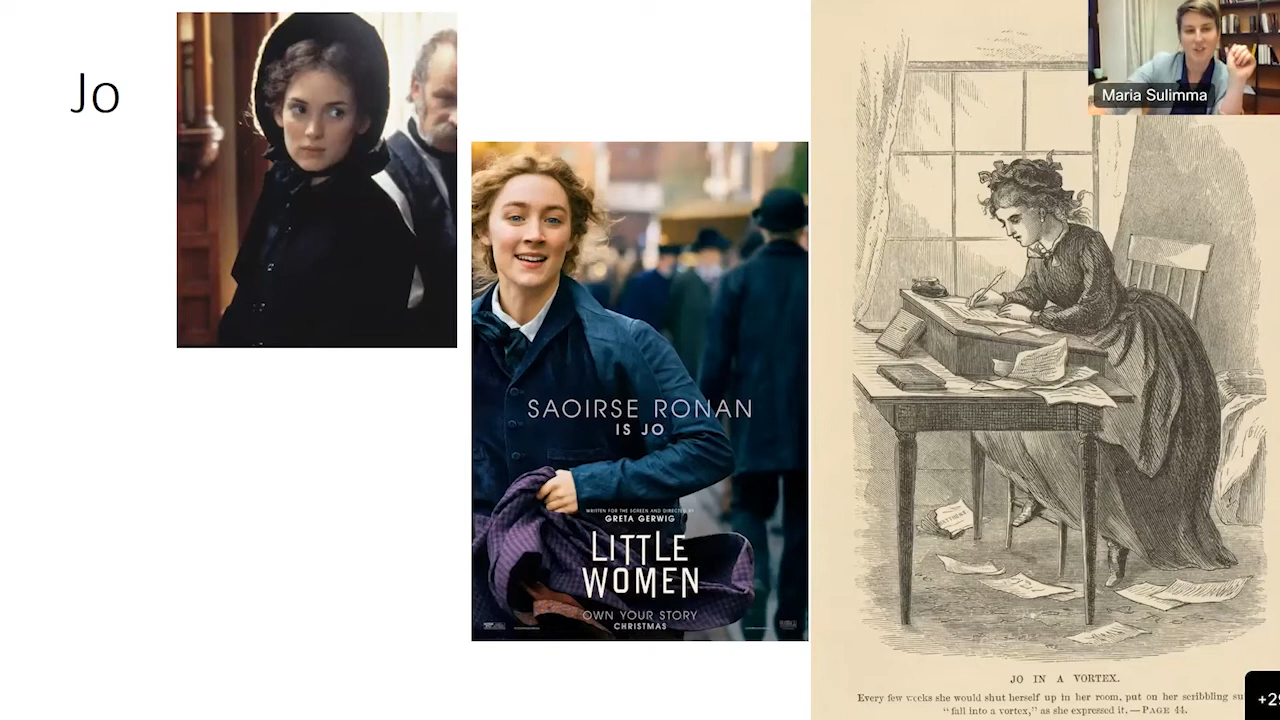 Jo
Maria Sulimma
SAOIRSE RONAN
IS JO
WRITTEN FOR THE SCREEN AND DIRECTED BY
GRETA GERWIG
LITTLE
WOMEN
OWN YOUR STORY
CHRISTMAS
JO IN A VORTEX.
Every few weeks she would shut herself up in her room, put on her scribbling
“fall into a vortex,” as she expressed it.—PAGE 44.